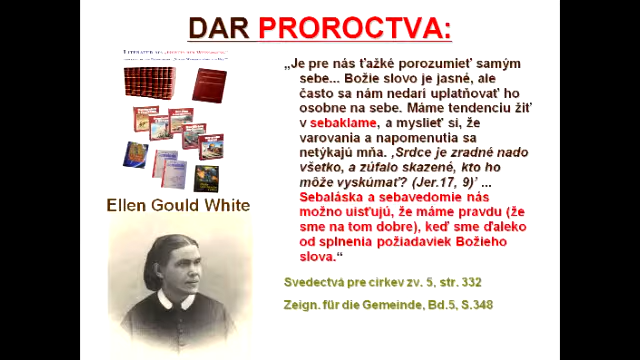 DAR PROROCTVA:
„Je pre nás ťažké porozumieť samým
sebe... Božie slovo je jasné, ale
často sa nám nedarí uplatňovať ho
osobne na sebe. Máme tendenciu žiť
v sebaklame, a myslieť si, že
varovania a napomenutia sa
netýkajú mňa. ‚Srdce je zradné nado
všetko, a zúfalo skazené, kto ho
môže vyskúmať? (Jer.17, 9)' ...
Sebaláska a sebavedomie nás
možno uisťujú, že máme pravdu (že
sme na tom dobre), keď sme ďaleko
od splnenia požiadaviek Božieho
slova.“
Ellen Gould White
Svedectvá pre cirkev zv. 5, str. 332
Zeign. für die Gemeinde, Bd.5, S.348